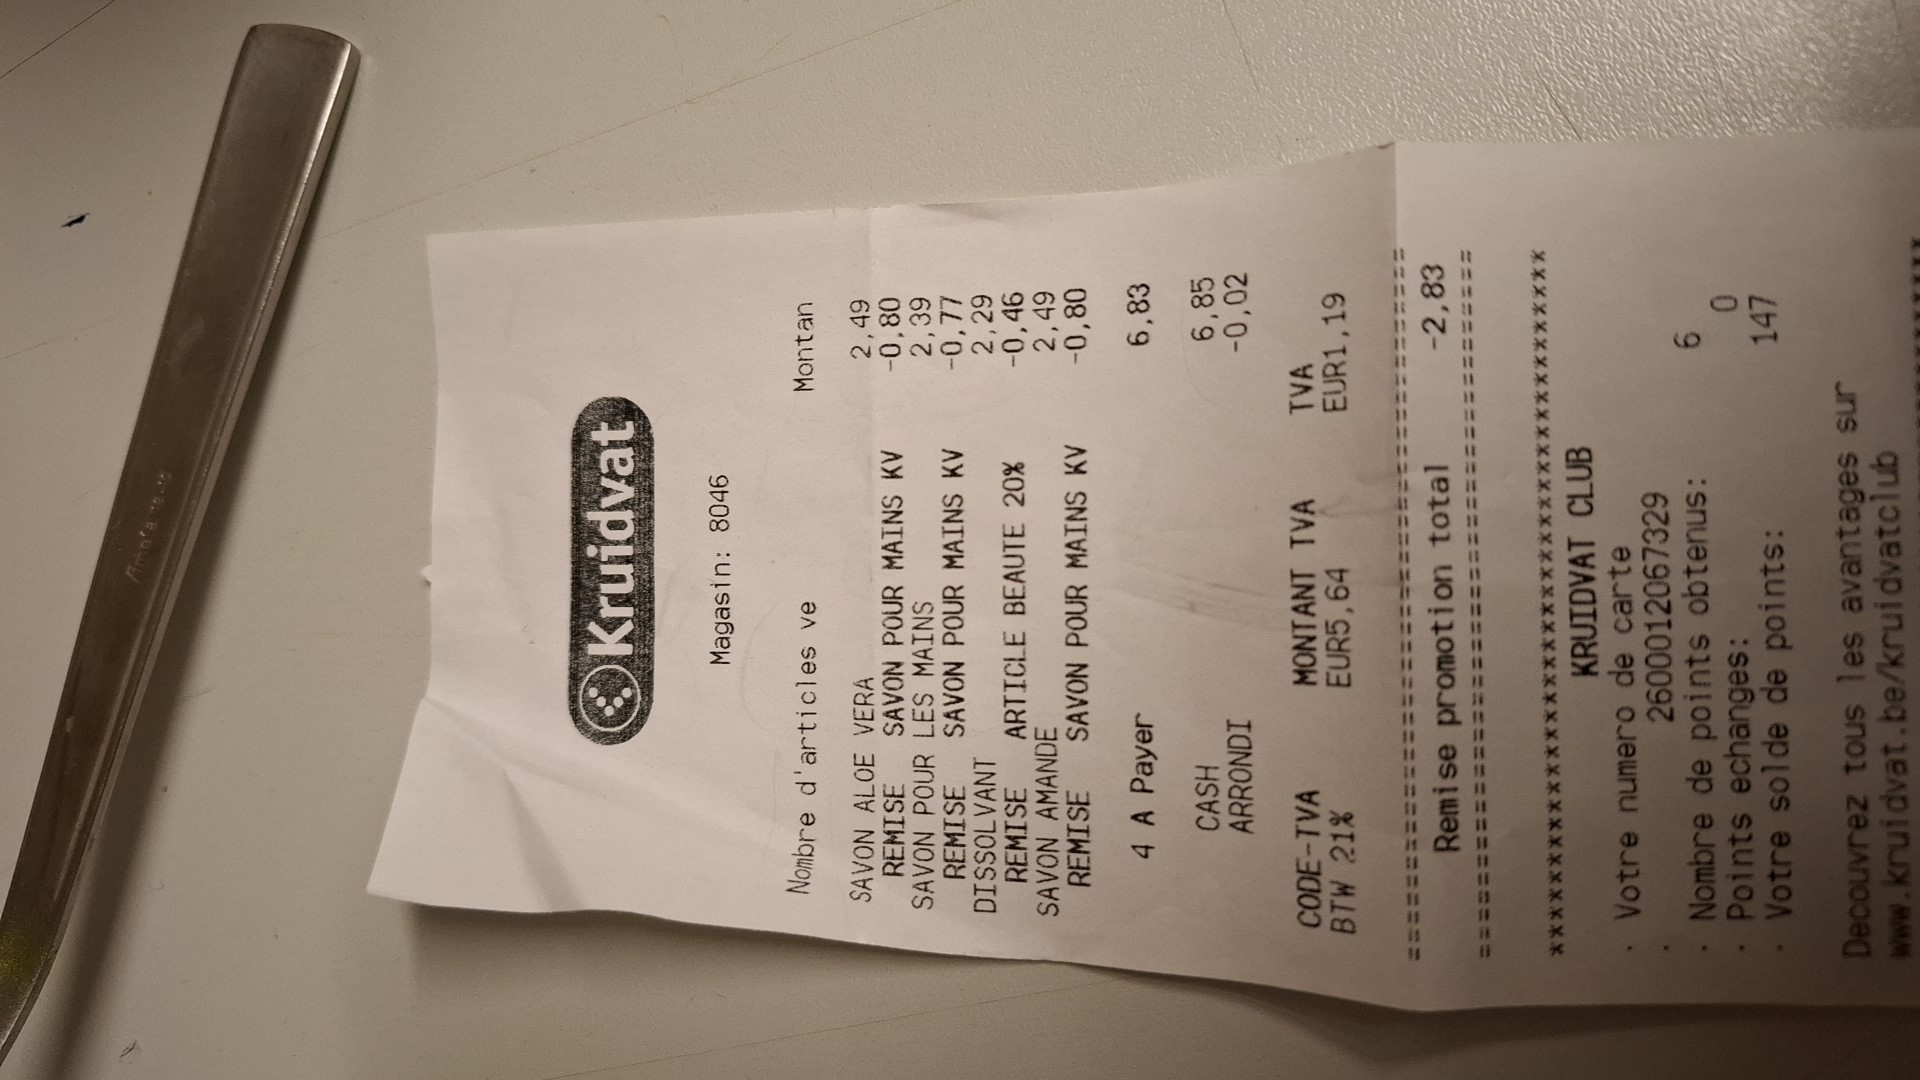 Kruidvat
Magasin: 8046
Nombre d'articles ve Montan
SAVON ALOE VERA 2,49
REMISE SAVON POUR MAINS KV -0,80
SAVON POUR LES MAINS 2,39
REMISE SAVON POUR MAINS KV -0,77
DISSOLVANT 2,29
REMISE ARTICLE BEAUTE 20% -0,46
SAVON AMANDE 2,49
REMISE SAVON POUR MAINS KV -0,80
4 A Payer 6,83
CASH 6,85
ARRONDI -0,02
CODE-TVA MONTANT TVA TVA
BTW 21% EUR5,64 EUR1,19
Remise promotion total -2,83
KRUIDVAT CLUB
· Votre numero de carte
· 2600012067329
· Nombre de points obtenus: 6
· Points echanges: 0
· Votre solde de points: 147
Decouvrez tous les avantages sur
www.kruidvat.be/kruidvatclub